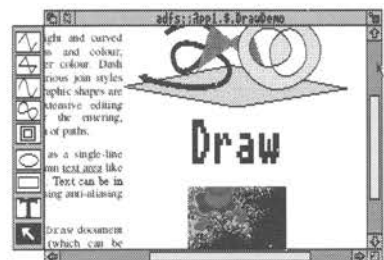 adfs::App1.$.DrawDemo
ight and curved
s and colour,
er colour. Dash
rious join styles
aphic shapes are
xtensive editing
r the entering,
n of paths.
Draw
as a single-line
mn text area like
. Text can be in
sing anti-aliasing
Draw document
(which can be
T